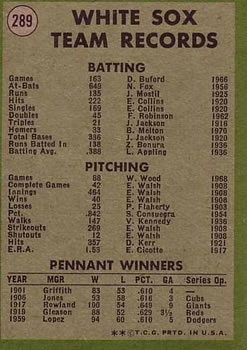 289
WHITE SOX
TEAM RECORDS
BATTING
Games 163 D. Buford 1966
At-Bats 649 N. Fox 1956
Runs 135 J. Mostil 1925
Hits 222 E. Collins 1920
Singles 169 E. Collins 1920
Doubles 45 F. Robinson 1962
Triples 21 J. Jackson 1916
Homers 33 B. Melton 1970
Total Bases 336 J. Jackson 1920
Runs Batted In 138 Z. Bonura 1936
Batting Avg. .388 L. Appling 1936
PITCHING
Games 88 W. Wood 1968
Complete Games 42 E. Walsh 1908
Innings 464 E. Walsh 1908
Wins 40 E. Walsh 1908
Losses 25 P. Flaherty 1903
Pct. .842 S. Consuegra 1954
Walks 147 V. Kennedy 1936
Strikeouts 269 E. Walsh 1908
Shutouts 12 E. Walsh 1908
Hits 357 D. Kerr 1921
E.R.A. 1.53 E. Cicotte 1917
PENNANT WINNERS
YEAR MGR W L PCT. GA Series Op.
1901 Griffith 83 53 .610 4 —
1906 Jones 93 58 .616 3 Cubs
1917 Rowland 100 54 .649 9 Giants
1919 Gleason 88 52 .629 3½ Reds
1959 Lopez 94 60 .610 5 Dodgers
**© T.C.G. PRTD. IN U.S.A.